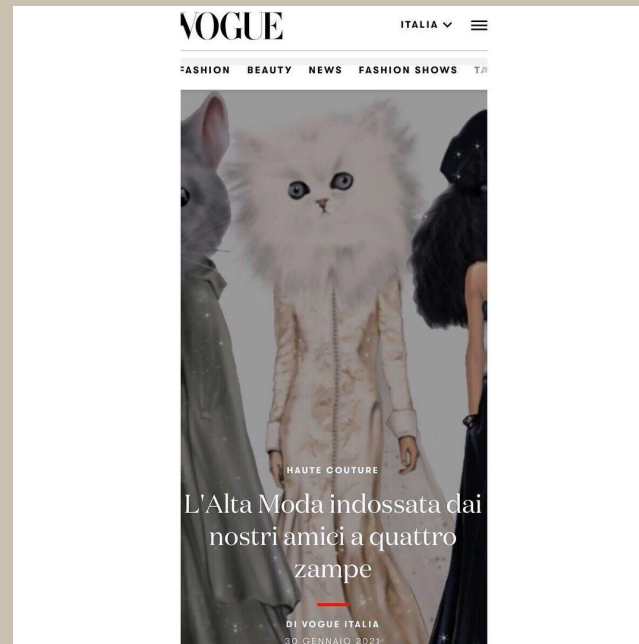 VOGUE
ITALIA
FASHION BEAUTY NEWS FASHION SHOWS
HAUTE COUTURE
L'Alta Moda indossata dai
nostri amici a quattro
zampe
DI VOGUE ITALIA
30 GENNAIO 2021